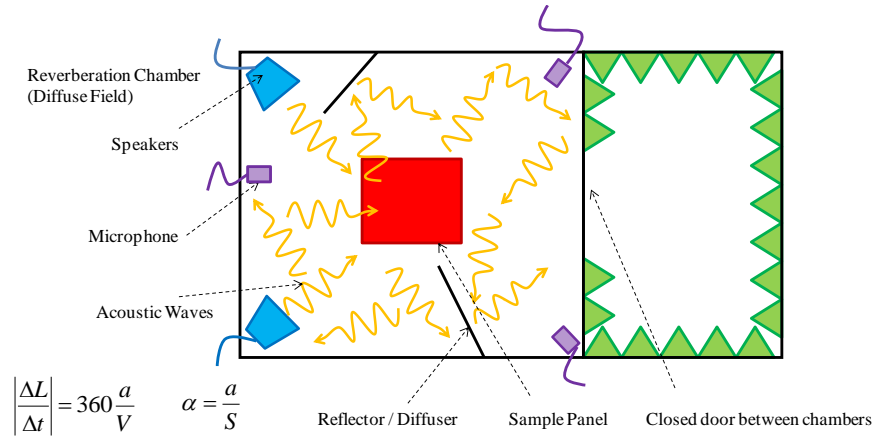 Reverberation Chamber
(Diffuse Field)
Speakers
Microphone
Acoustic Waves
|ΔL/Δt| = 360 a/V    α = a/S
Reflector / Diffuser
Sample Panel
Closed door between chambers